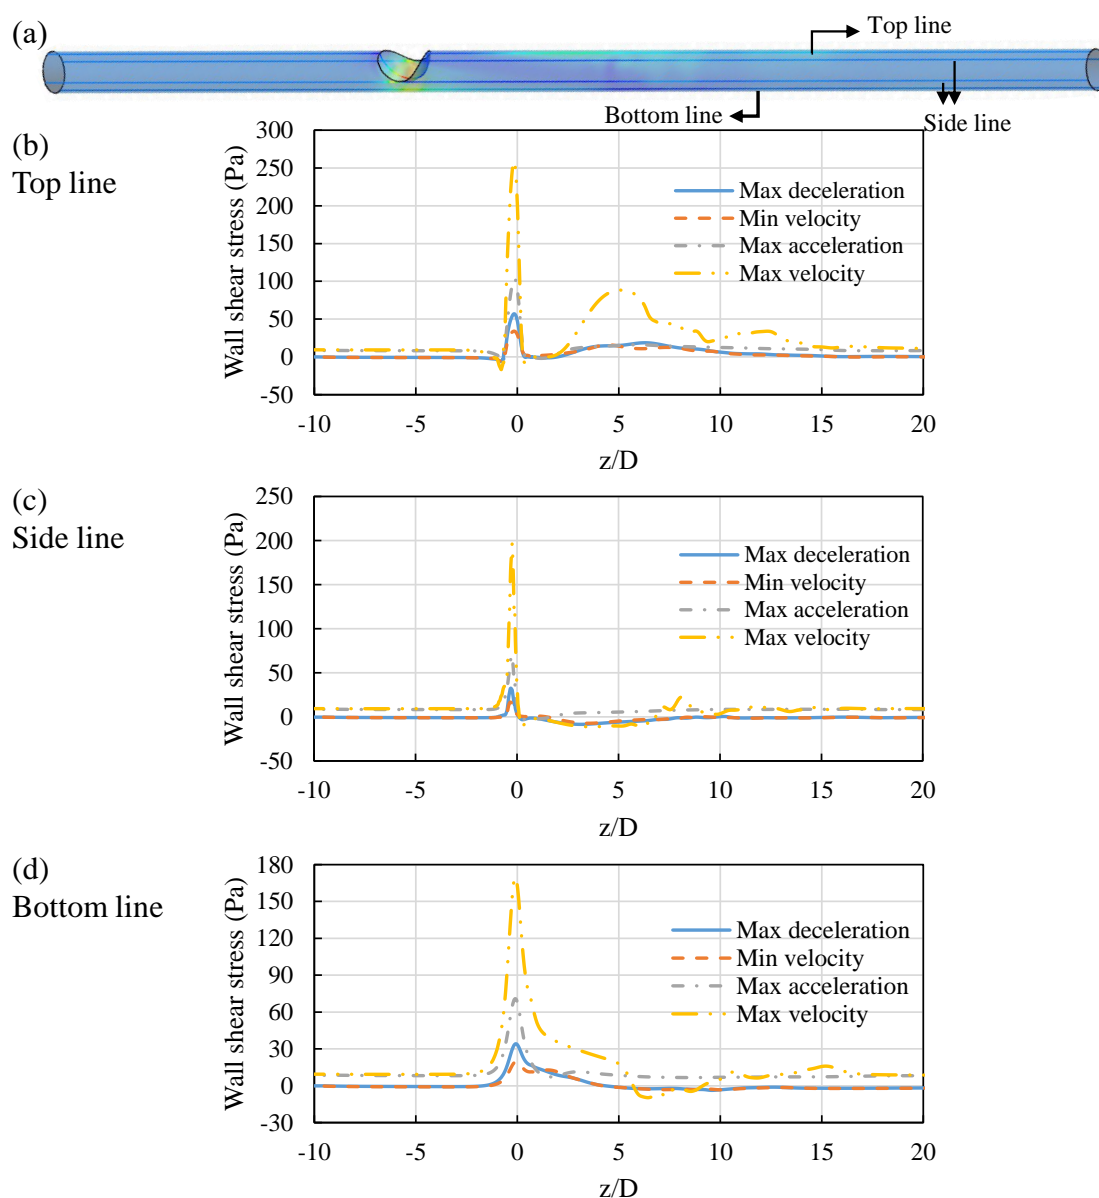 (a)
Top line
Bottom line
Side line
(b)
Top line
Wall shear stress (Pa)
300
250
200
150
100
50
0
-50
Max deceleration
Min velocity
Max acceleration
Max velocity
-10 -5 0 5 10 15 20
z/D
(c)
Side line
Wall shear stress (Pa)
250
200
150
100
50
0
-50
Max deceleration
Min velocity
Max acceleration
Max velocity
-10 -5 0 5 10 15 20
z/D
(d)
Bottom line
Wall shear stress (Pa)
180
150
120
90
60
30
0
-30
Max deceleration
Min velocity
Max acceleration
Max velocity
-10 -5 0 5 10 15 20
z/D